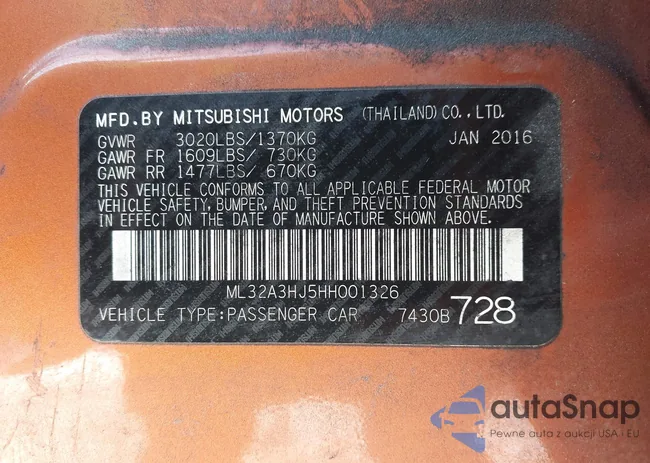 MFD.BY MITSUBISHI MOTORS (THAILAND) CO., LTD.
GVWR 3020LBS/1370KG JAN 2016
GAWR FR 1609LBS/ 730KG
GAWR RR 1477LBS/ 670KG
THIS VEHICLE CONFORMS TO ALL APPLICABLE FEDERAL MOTOR
VEHICLE SAFETY, BUMPER, AND THEFT PREVENTION STANDARDS
IN EFFECT ON THE DATE OF MANUFACTURE SHOWN ABOVE.
ML32A3HJ5HH001326
VEHICLE TYPE:PASSENGER CAR 7430B 728
autaSnap
Pewne auta z aukcji USA i EU